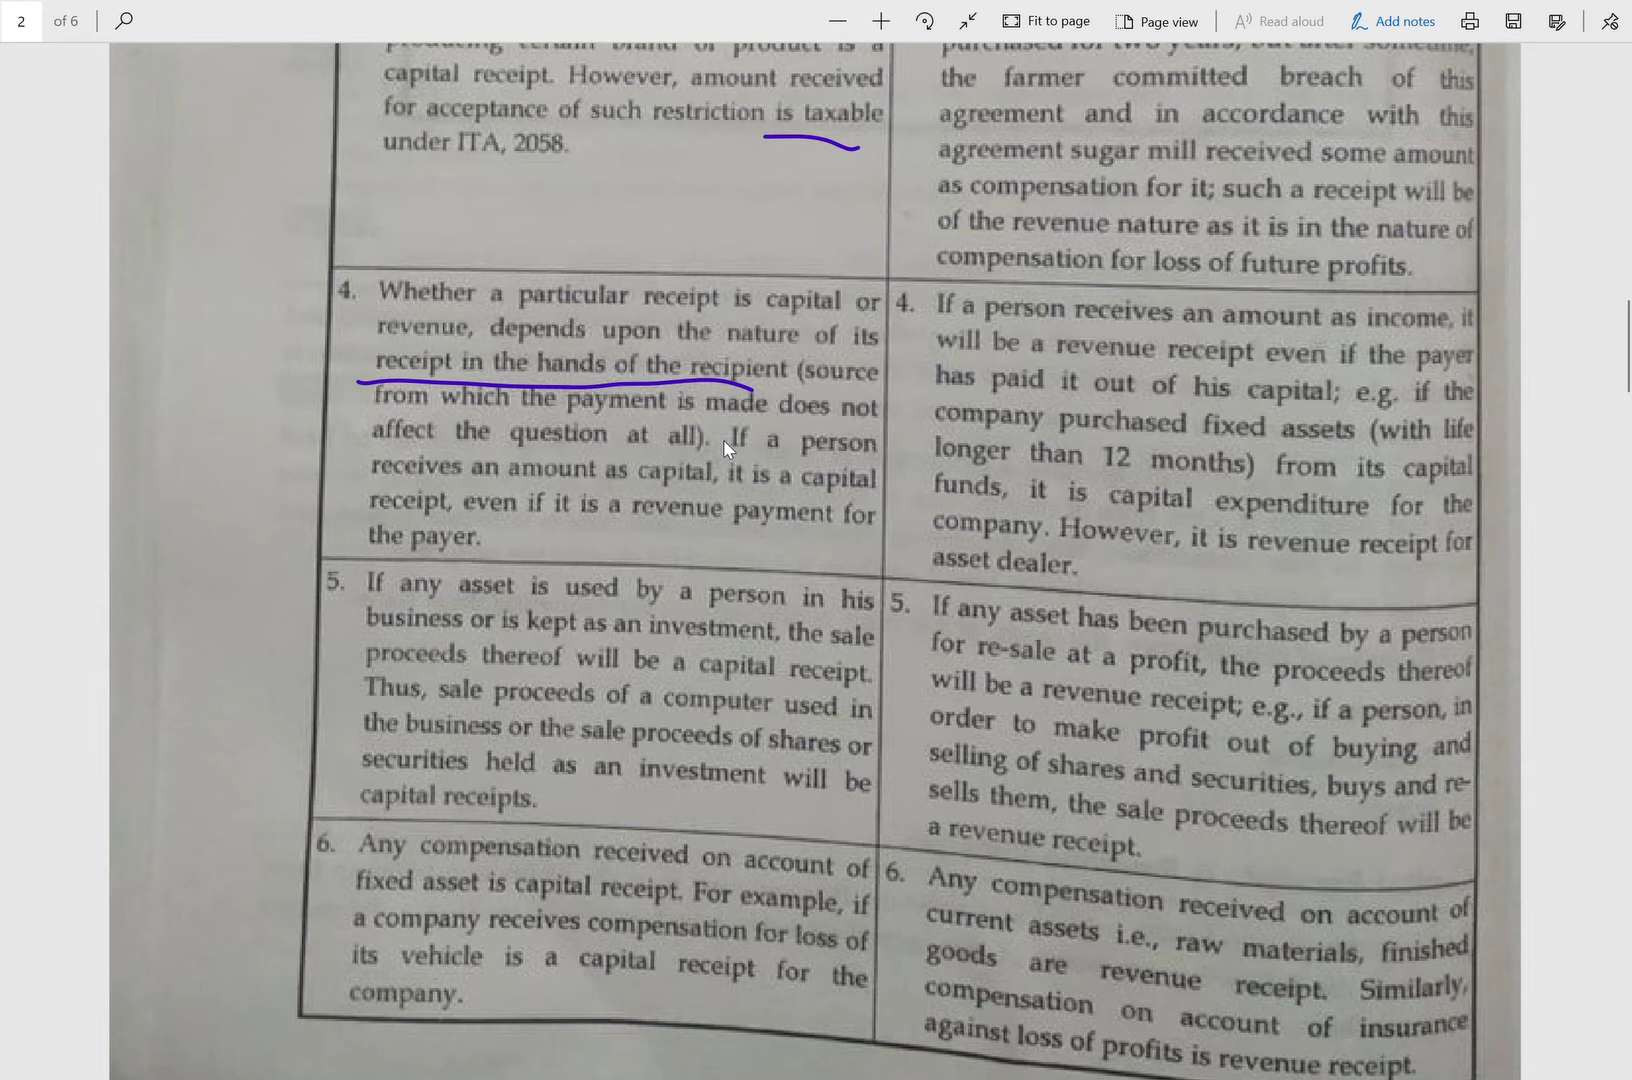 2 of 6
Fit to page
Page view
Read aloud
Add notes
producing certain brand of product is a
capital receipt. However, amount received
for acceptance of such restriction is taxable
under ITA, 2058.
4. Whether a particular receipt is capital or
revenue, depends upon the nature of its
receipt in the hands of the recipient (source
from which the payment is made does not
affect the question at all). If a person
receives an amount as capital, it is a capital
receipt, even if it is a revenue payment for
the payer.
5. If any asset is used by a person in his
business or is kept as an investment, the sale
proceeds thereof will be a capital receipt.
Thus, sale proceeds of a computer used in
the business or the sale proceeds of shares or
securities held as an investment will be
capital receipts.
6. Any compensation received on account of
fixed asset is capital receipt. For example, if
a company receives compensation for loss of
its vehicle is a capital receipt for the
company.
purchased for two years, but after sometime,
the farmer committed breach of this
agreement and in accordance with this
agreement sugar mill received some amount
as compensation for it; such a receipt will be
of the revenue nature as it is in the nature of
compensation for loss of future profits.
4. If a person receives an amount as income, it
will be a revenue receipt even if the payer
has paid it out of his capital; e.g. if the
company purchased fixed assets (with life
longer than 12 months) from its capital
funds, it is capital expenditure for the
company. However, it is revenue receipt for
asset dealer.
5. If any asset has been purchased by a person
for re-sale at a profit, the proceeds thereof
will be a revenue receipt; e.g., if a person, in
order to make profit out of buying and
selling of shares and securities, buys and re-
sells them, the sale proceeds thereof will be
a revenue receipt.
6. Any compensation received on account of
current assets i.e., raw materials, finished
goods are revenue receipt. Similarly,
compensation on account of insurance
against loss of profits is revenue receipt.